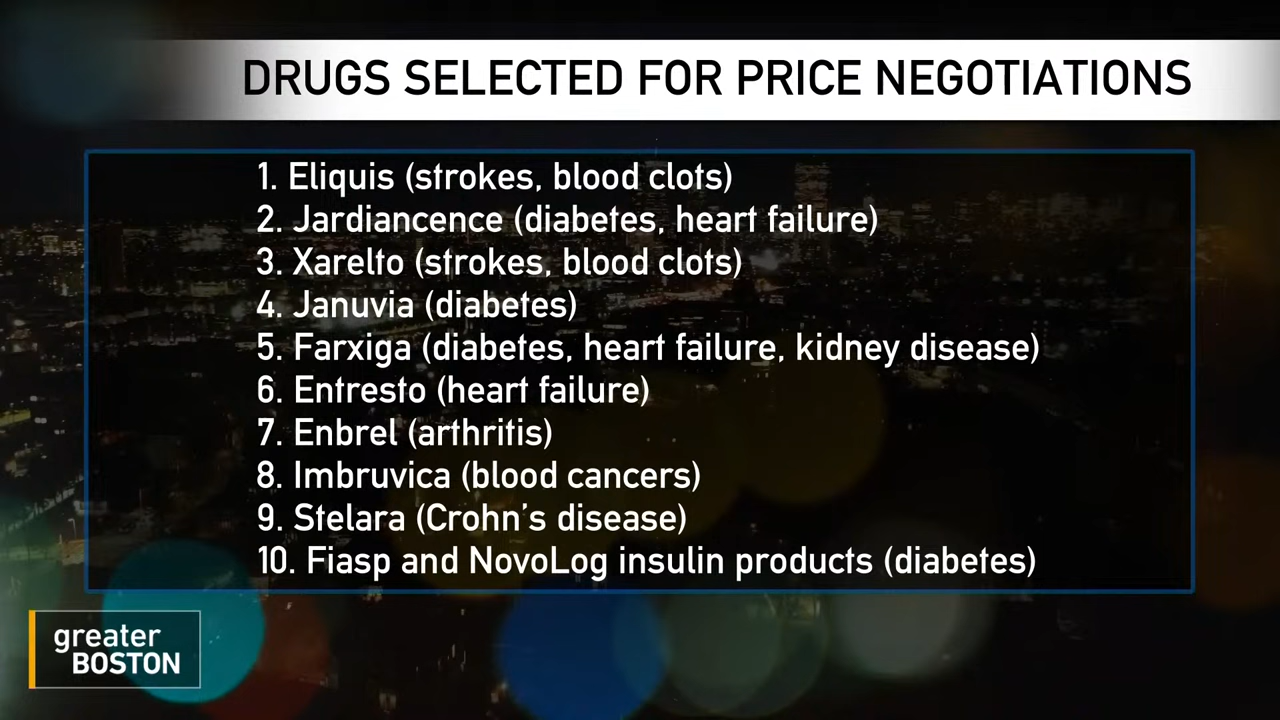 DRUGS SELECTED FOR PRICE NEGOTIATIONS
1. Eliquis (strokes, blood clots)
2. Jardiancence (diabetes, heart failure)
3. Xarelto (strokes, blood clots)
4. Januvia (diabetes)
5. Farxiga (diabetes, heart failure, kidney disease)
6. Entresto (heart failure)
7. Enbrel (arthritis)
8. Imbruvica (blood cancers)
9. Stelara (Crohn's disease)
10. Fiasp and NovoLog insulin products (diabetes)
greater
BOSTON